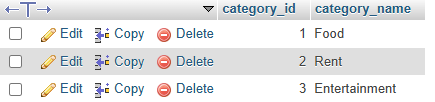 category_id category_name
Edit Copy Delete 1 Food
Edit Copy Delete 2 Rent
Edit Copy Delete 3 Entertainment